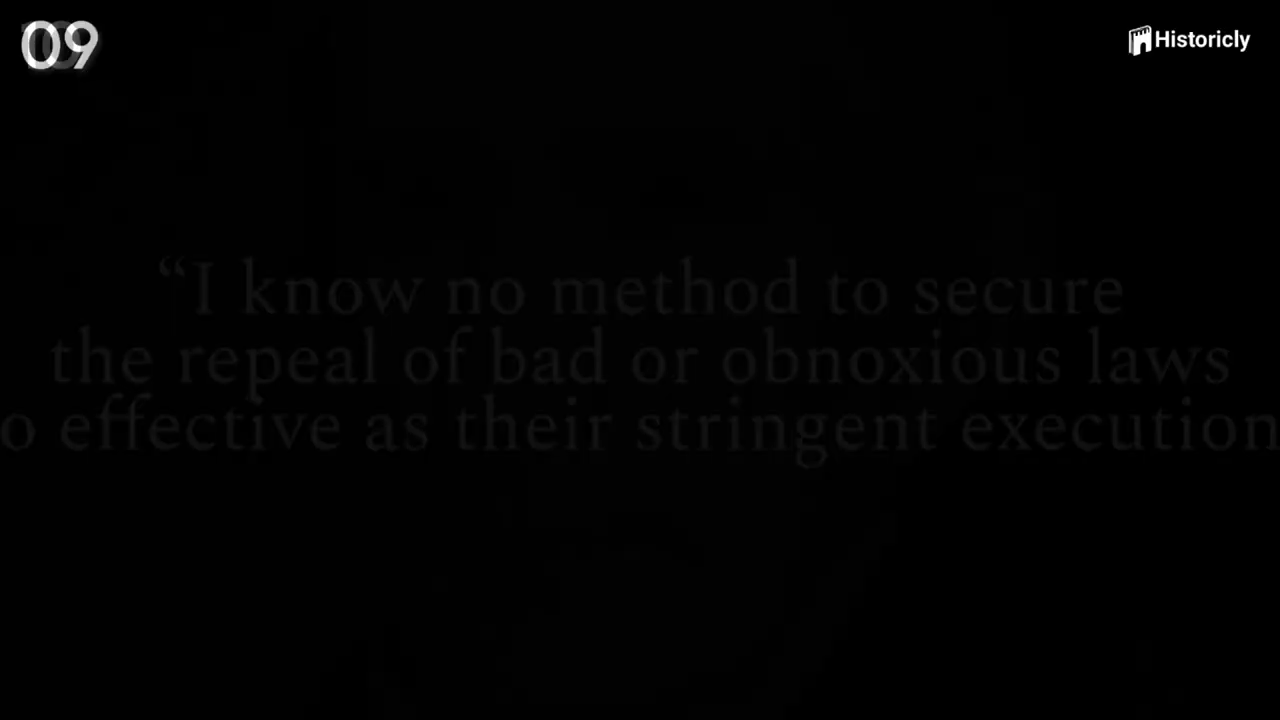 09
Historicly
“I know no method to secure
the repeal of bad or obnoxious laws
o effective as their stringent execution